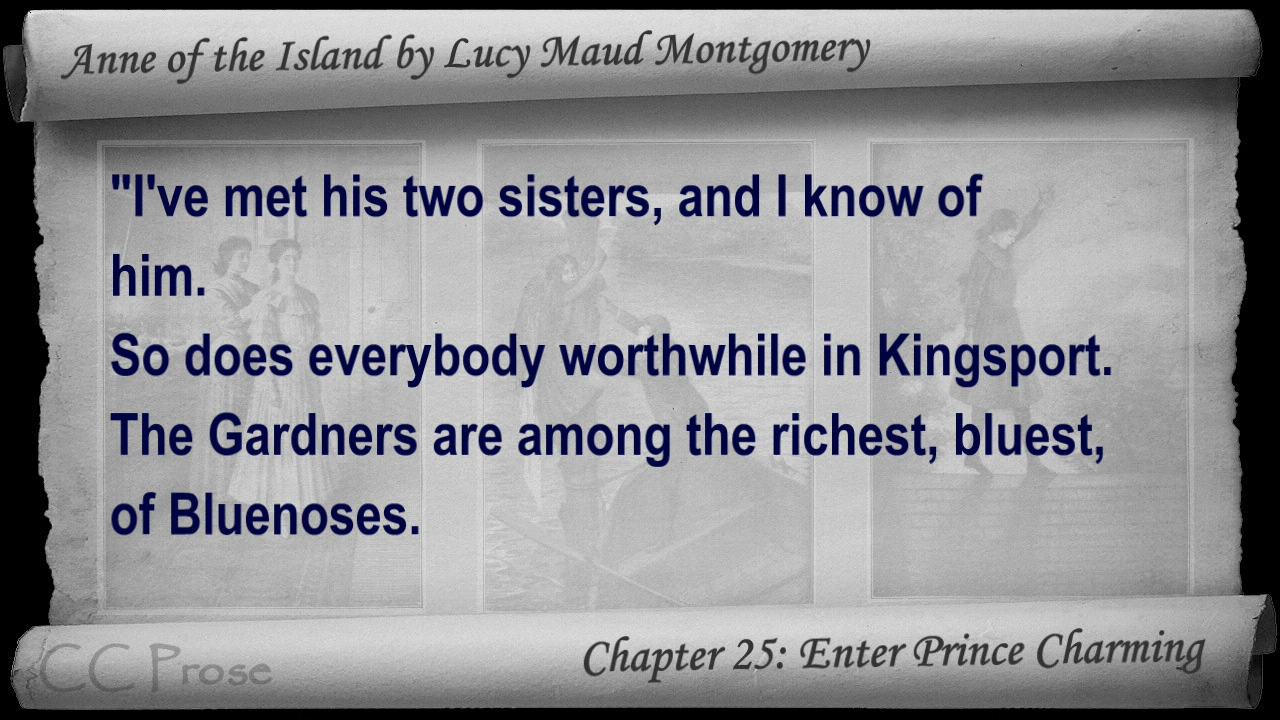 Anne of the Island by Lucy Maud Montgomery
"I've met his two sisters, and I know of
him.
So does everybody worthwhile in Kingsport.
The Gardners are among the richest, bluest,
of Bluenoses.
CC Prose
Chapter 25: Enter Prince Charming